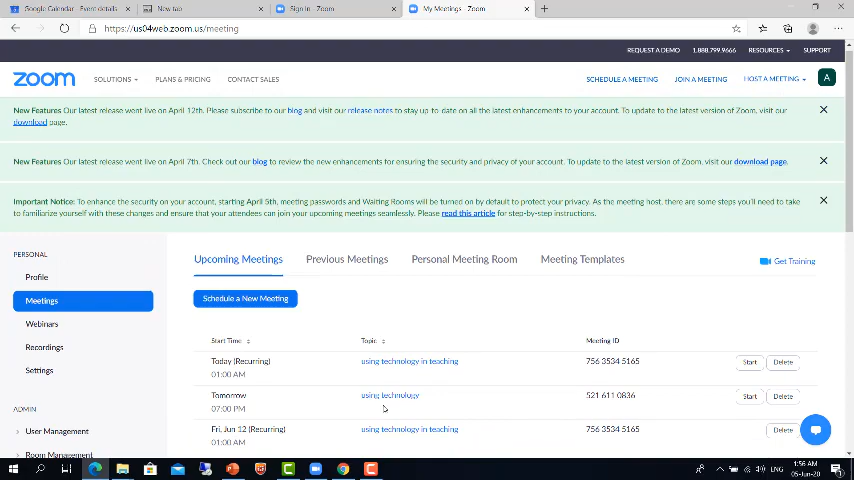 Google Calendar - Event details
New tab
Sign In - Zoom
My Meetings - Zoom
https://us04web.zoom.us/meeting
REQUEST A DEMO 1.888.799.9666 RESOURCES SUPPORT
zoom SOLUTIONS PLANS & PRICING CONTACT SALES SCHEDULE A MEETING JOIN A MEETING HOST A MEETING A
New Features Our latest release went live on April 12th. Please subscribe to our blog and visit our release notes to stay up-to-date on all the latest enhancements to your account. To update to the latest version of Zoom, visit our
download page.
New Features Our latest release went live on April 7th. Check out our blog to review the new enhancements for ensuring the security and privacy of your account. To update to the latest version of Zoom, visit our download page.
Important Notice: To enhance the security on your account, starting April 5th, meeting passwords and Waiting Rooms will be turned on by default to protect your privacy. As the meeting host, there are some steps you'll need to take
to familiarize yourself with these changes and ensure that your attendees can join your upcoming meetings seamlessly. Please read this article for step-by-step instructions.
PERSONAL
Profile
Meetings
Webinars
Recordings
Settings
ADMIN
User Management
Room Management
Upcoming Meetings Previous Meetings Personal Meeting Room Meeting Templates Get Training
Schedule a New Meeting
Start Time Topic Meeting ID
Today (Recurring) using technology in teaching 756 3534 5165 Start Delete
01:00 AM
Tomorrow using technology 521 611 0836 Start Delete
07:00 PM
Fri, Jun 12 (Recurring) using technology in teaching 756 3534 5165 Delete
01:00 AM
ENG
1:56 AM
05-Jun-20